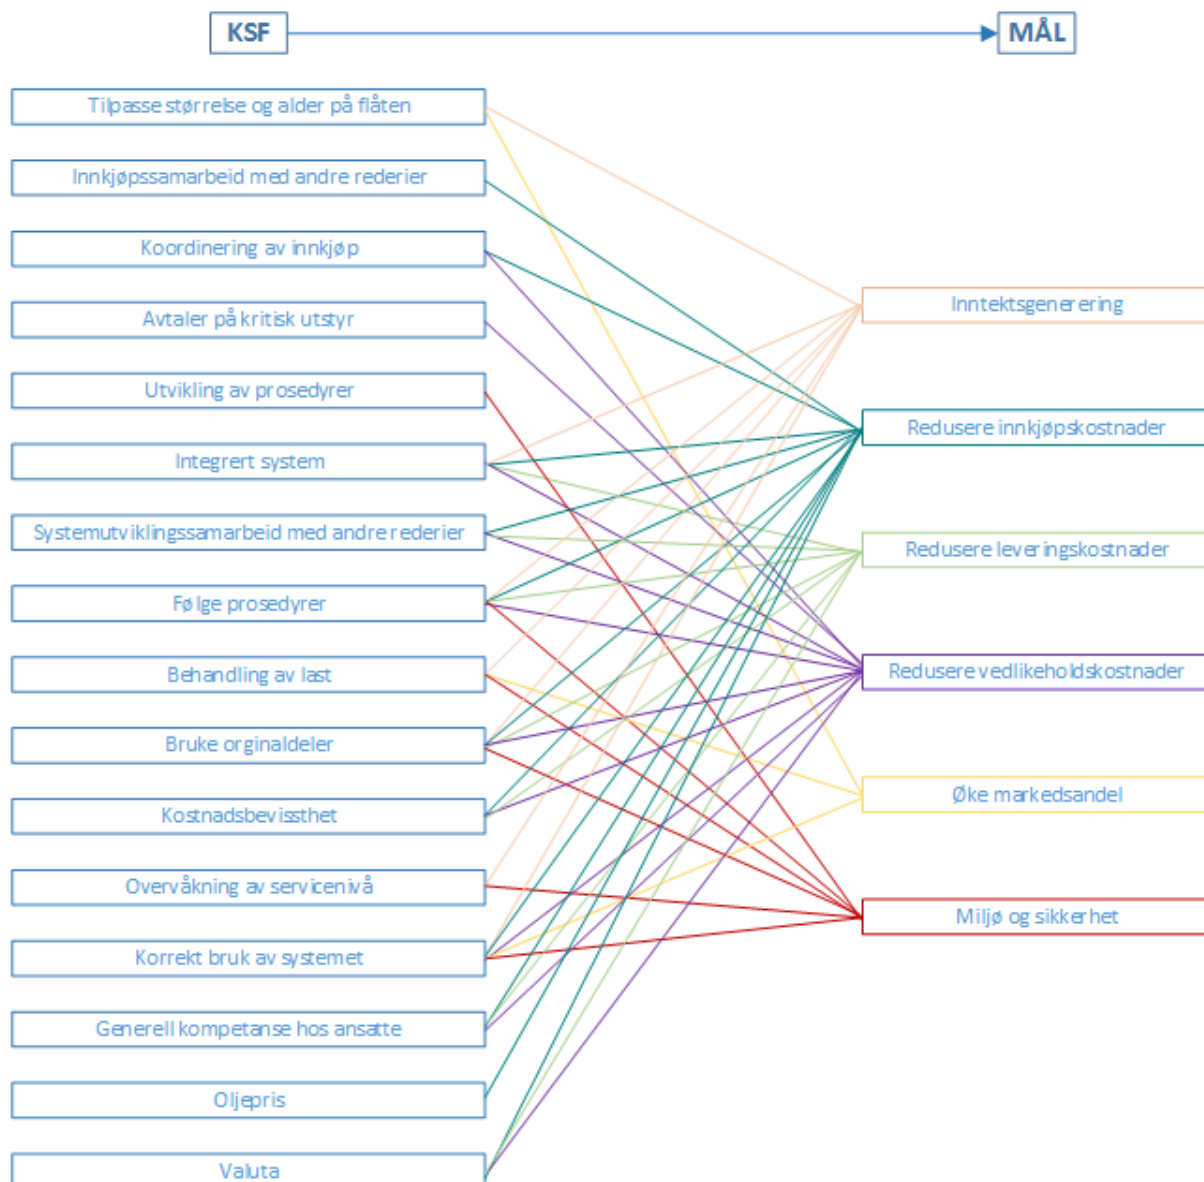 KSF
MÅL
Tilpasse størrelse og alder på flåten
Innkjøpssamarbeid med andre rederier
Koordinering av innkjøp
Avtaler på kritisk utstyr
Utvikling av prosedyrer
Integrert system
Systemutviklingssamarbeid med andre rederier
Følge prosedyrer
Behandling av last
Bruke orginaldeler
Kostnadsbevissthet
Overvåkning av servicenivå
Korrekt bruk av systemet
Generell kompetanse hos ansatte
Oljepris
Valuta
Inntektsgenerering
Redusere innkjøpskostnader
Redusere leveringskostnader
Redusere vedlikeholdskostnader
Øke markedsandel
Miljø og sikkerhet